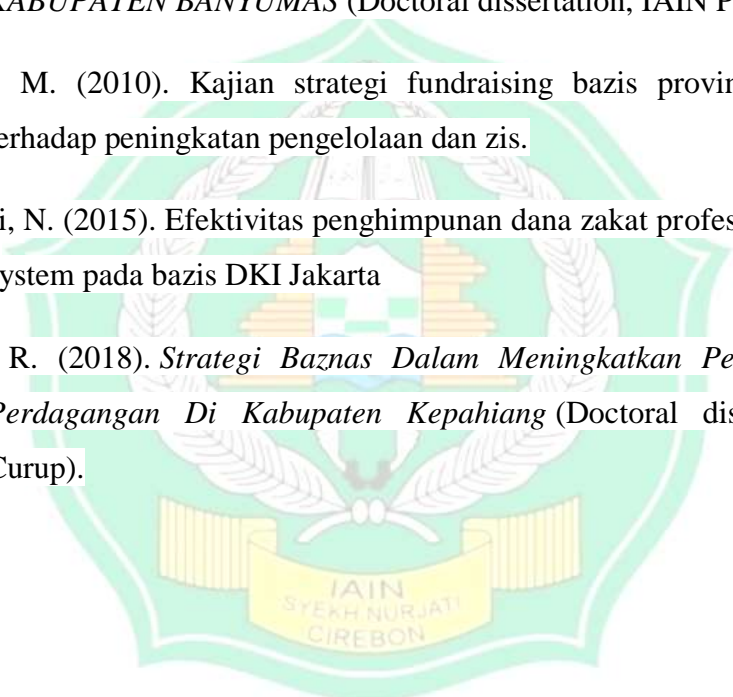 KABUPATEN BANYUMAS (Doctoral dissertation, IAIN P
M. (2010). Kajian strategi fundraising bazis provin
erhadap peningkatan pengelolaan dan zis.
i, N. (2015). Efektivitas penghimpunan dana zakat profes
ystem pada bazis DKI Jakarta
R. (2018). Strategi Baznas Dalam Meningkatkan Pe
Perdagangan Di Kabupaten Kepahiang (Doctoral dis
Curup).
IAIN
SYEKH NURJATI
CIREBON